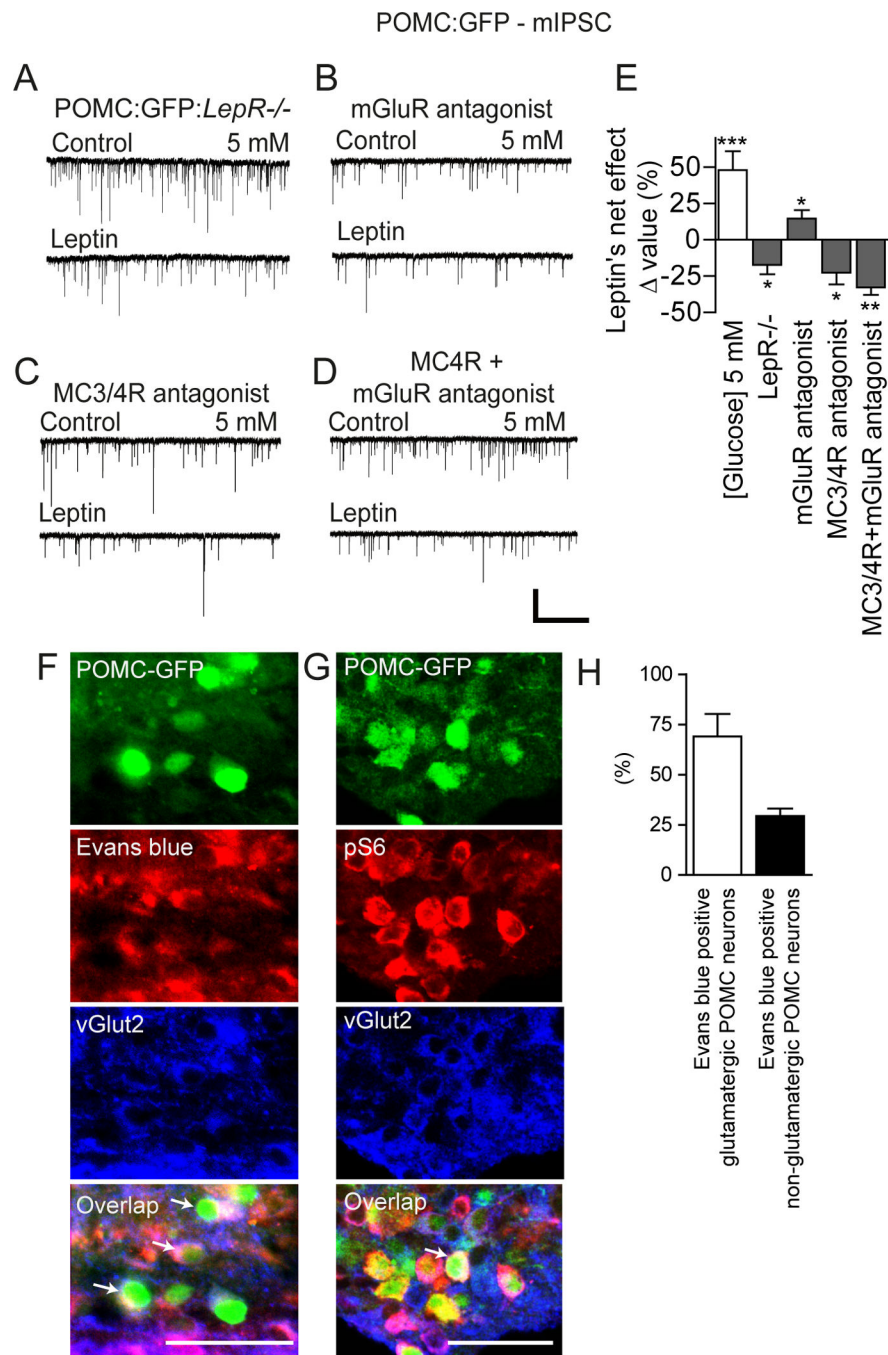 POMC:GFP - mIPSC
A
POMC:GFP:LepR-/-
Control 5 mM
Leptin
B
mGluR antagonist
Control 5 mM
Leptin
C
MC3/4R antagonist
Control 5 mM
Leptin
D
MC4R +
mGluR antagonist
Control 5 mM
Leptin
E
Leptin's net effect
Δ value (%)
50
25
0
-25
-50
***
*
*
*
**
[Glucose] 5 mM
LepR-/-
mGluR antagonist
MC3/4R antagonist
MC3/4R+mGluR antagonist
F
POMC-GFP
Evans blue
vGlut2
Overlap
G
POMC-GFP
pS6
vGlut2
Overlap
H
(%)
100
75
50
25
0
Evans blue positive
glutamatergic POMC neurons
Evans blue positive
non-glutamatergic POMC neurons